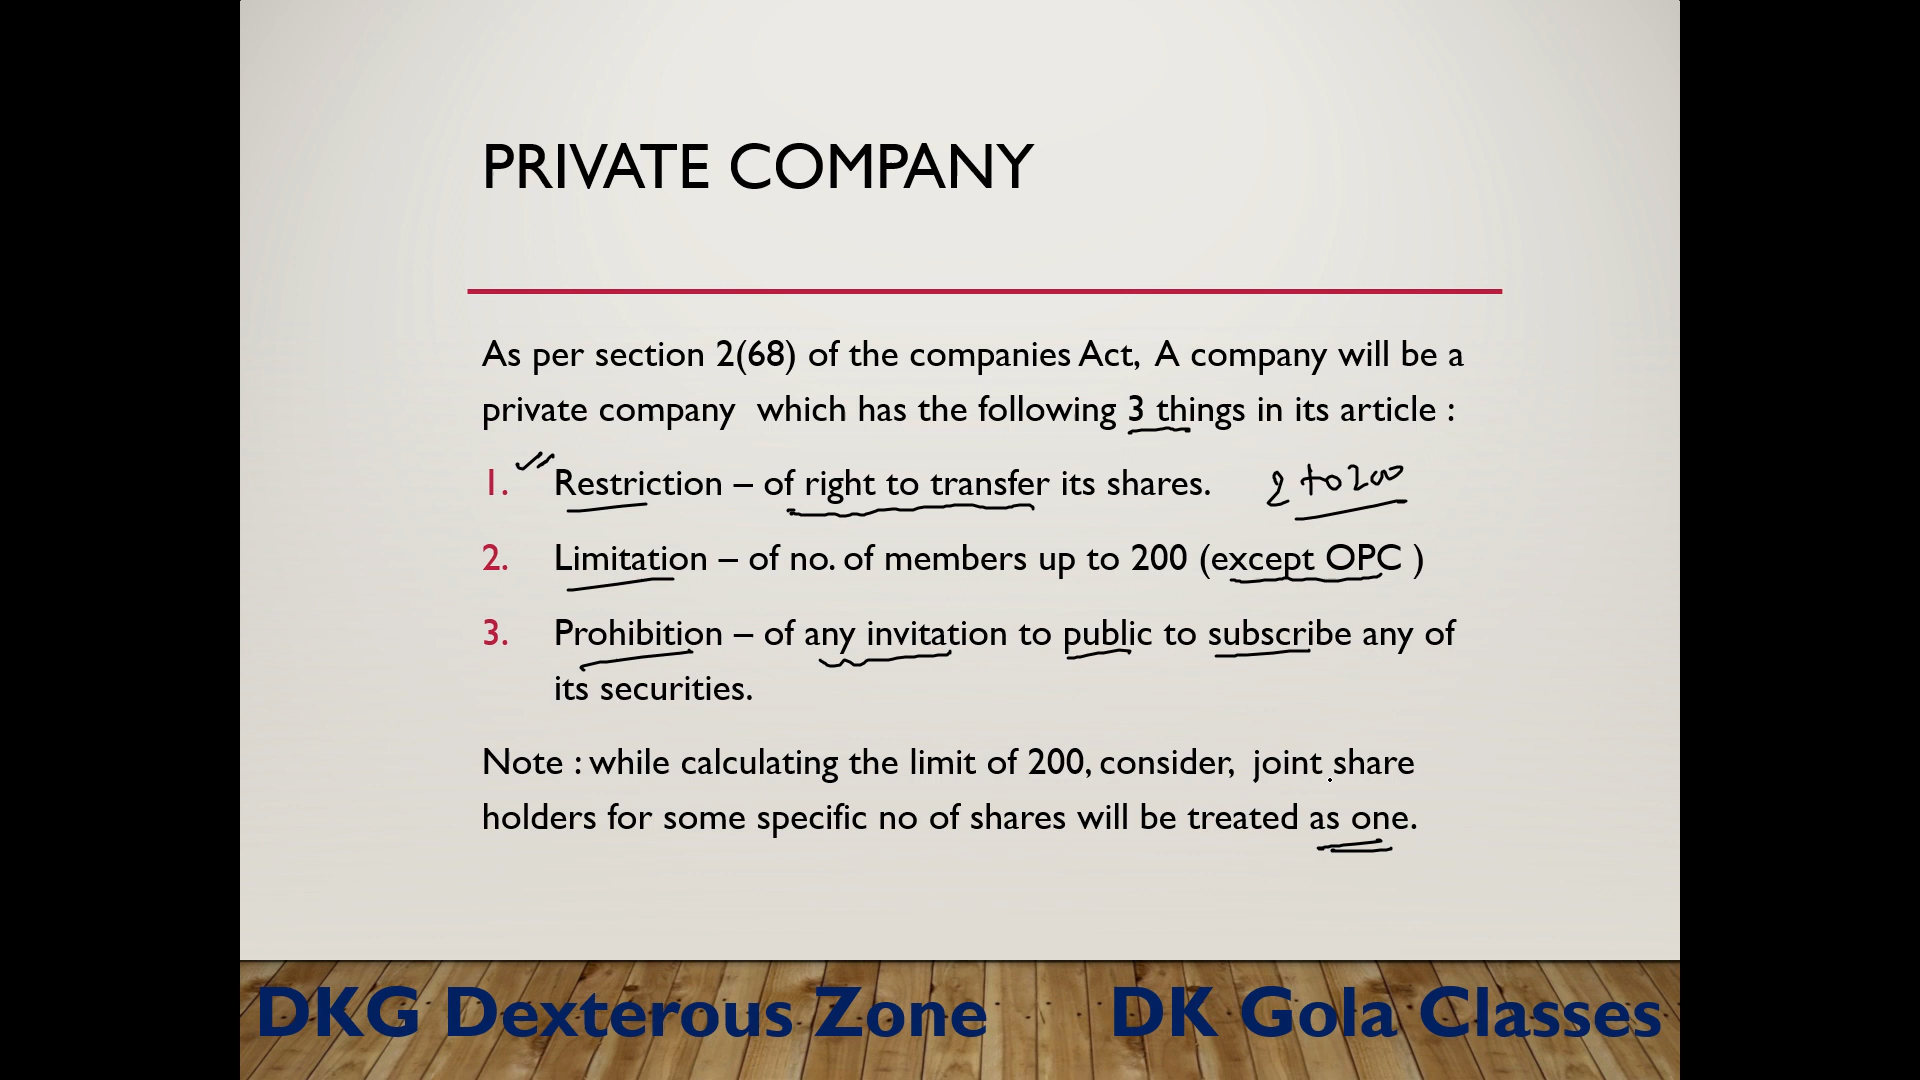 PRIVATE COMPANY
As per section 2(68) of the companies Act, A company will be a
private company which has the following 3 things in its article :
1. Restriction – of right to transfer its shares. 2 to 200
2. Limitation – of no. of members up to 200 (except OPC )
3. Prohibition – of any invitation to public to subscribe any of
its securities.
Note : while calculating the limit of 200, consider, joint share
holders for some specific no of shares will be treated as one.
DKG Dexterous Zone DK Gola Classes